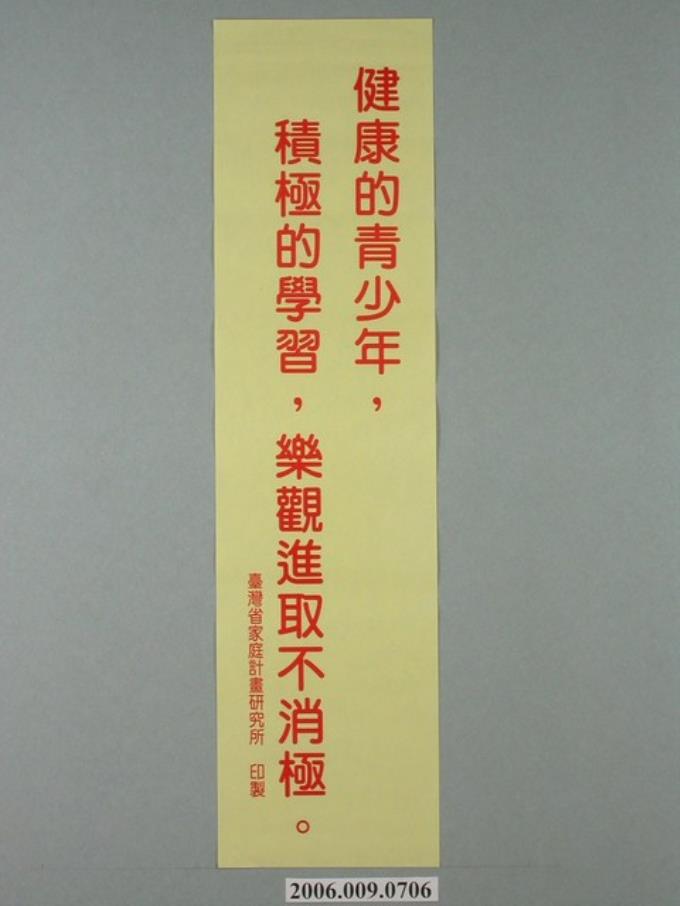 健康的青少年，
積極的學習，樂觀進取不消極。
臺灣省家庭計畫研究所 印製
2006.009.0706